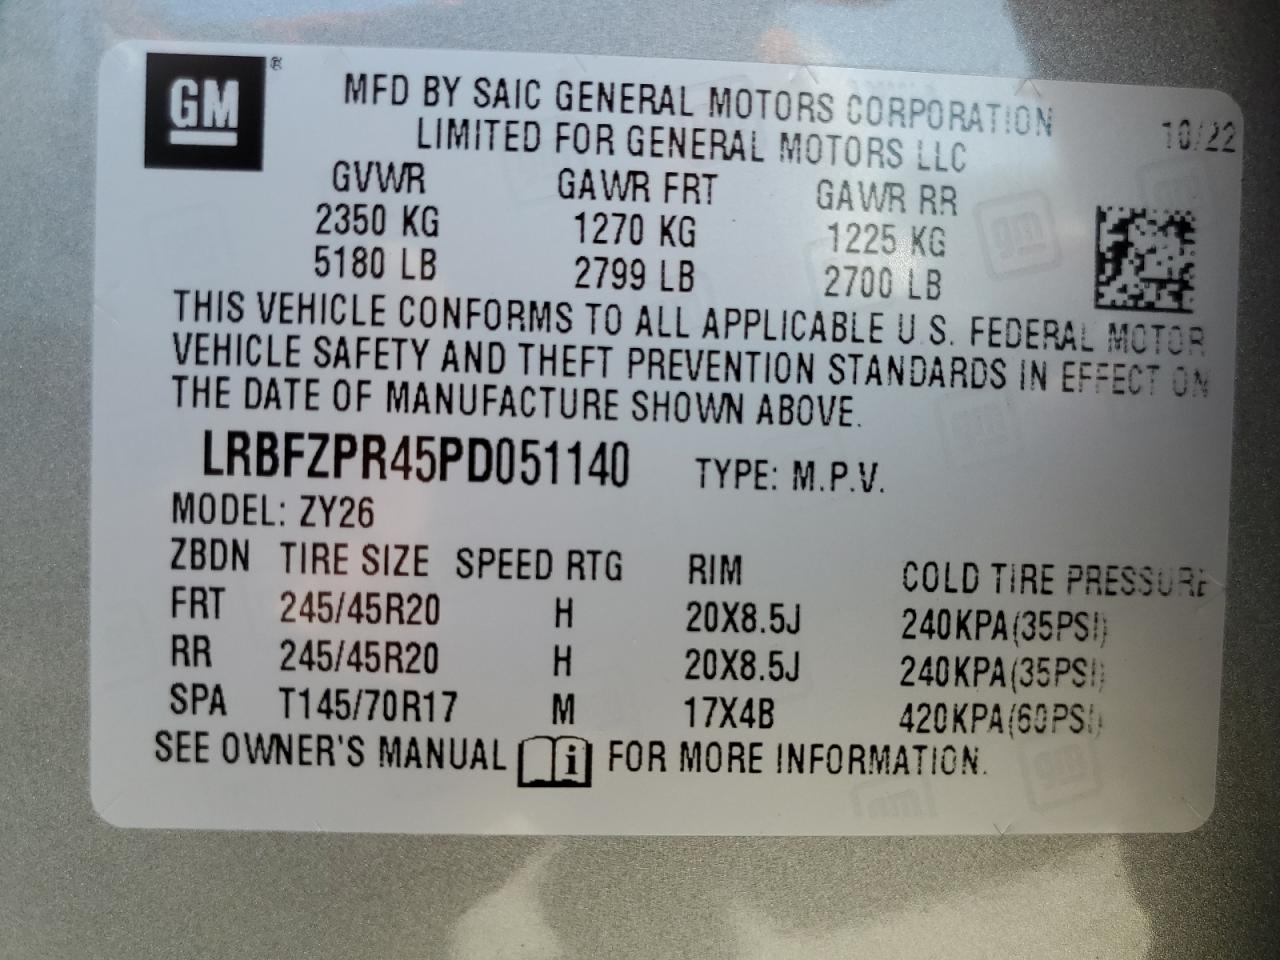 GM ®
MFD BY SAIC GENERAL MOTORS CORPORATION
LIMITED FOR GENERAL MOTORS LLC
10/22
GVWR GAWR FRT GAWR RR
2350 KG 1270 KG 1225 KG
5180 LB 2799 LB 2700 LB
THIS VEHICLE CONFORMS TO ALL APPLICABLE U.S. FEDERAL MOTOR
VEHICLE SAFETY AND THEFT PREVENTION STANDARDS IN EFFECT ON
THE DATE OF MANUFACTURE SHOWN ABOVE.
LRBFZPR45PD051140 TYPE: M.P.V.
MODEL: ZY26
ZBDN TIRE SIZE SPEED RTG RIM COLD TIRE PRESSURE
FRT 245/45R20 H 20X8.5J 240KPA(35PSI)
RR 245/45R20 H 20X8.5J 240KPA(35PSI)
SPA T145/70R17 M 17X4B 420KPA(60PSI)
SEE OWNER'S MANUAL i FOR MORE INFORMATION.